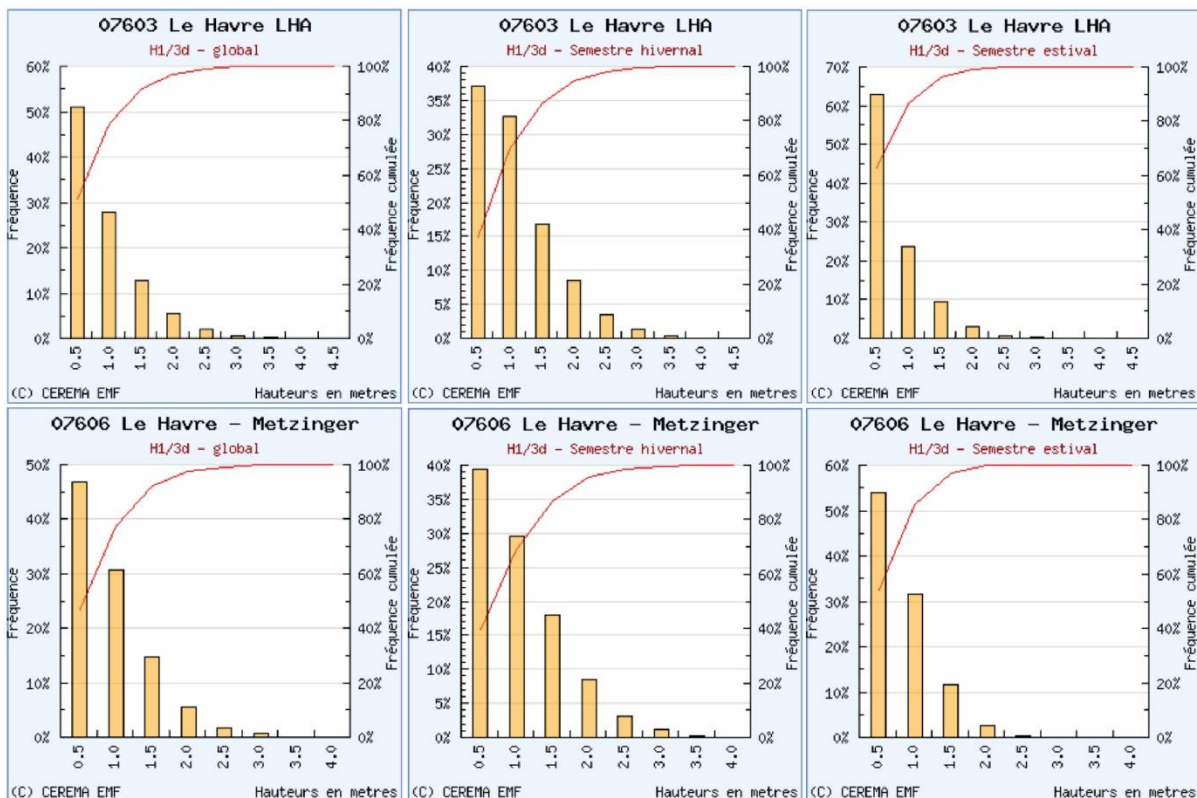 07603 Le Havre LHA
H1/3d - global
Fréquence
60%
50%
40%
30%
20%
10%
0%
100%
80%
60%
40%
20%
0%
Fréquence cumulée
0.5 1.0 1.5 2.0 2.5 3.0 3.5 4.0 4.5
(C) CEREMA EMF Hauteurs en metres
07603 Le Havre LHA
H1/3d - Semestre hivernal
Fréquence
40%
35%
30%
25%
20%
15%
10%
5%
0%
100%
80%
60%
40%
20%
0%
Fréquence cumulée
0.5 1.0 1.5 2.0 2.5 3.0 3.5 4.0 4.5
(C) CEREMA EMF Hauteurs en metres
07603 Le Havre LHA
H1/3d - Semestre estival
Fréquence
70%
60%
50%
40%
30%
20%
10%
0%
100%
80%
60%
40%
20%
0%
Fréquence cumulée
0.5 1.0 1.5 2.0 2.5 3.0 3.5 4.0 4.5
(C) CEREMA EMF Hauteurs en metres
07606 Le Havre - Metzinger
H1/3d - global
Fréquence
50%
40%
30%
20%
10%
0%
100%
80%
60%
40%
20%
0%
Fréquence cumulée
0.5 1.0 1.5 2.0 2.5 3.0 3.5 4.0
(C) CEREMA EMF Hauteurs en metres
07606 Le Havre - Metzinger
H1/3d - Semestre hivernal
Fréquence
40%
35%
30%
25%
20%
15%
10%
5%
0%
100%
80%
60%
40%
20%
0%
Fréquence cumulée
0.5 1.0 1.5 2.0 2.5 3.0 3.5 4.0
(C) CEREMA EMF Hauteurs en metres
07606 Le Havre - Metzinger
H1/3d - Semestre estival
Fréquence
60%
50%
40%
30%
20%
10%
0%
100%
80%
60%
40%
20%
0%
Fréquence cumulée
0.5 1.0 1.5 2.0 2.5 3.0 3.5 4.0
(C) CEREMA EMF Hauteurs en metres